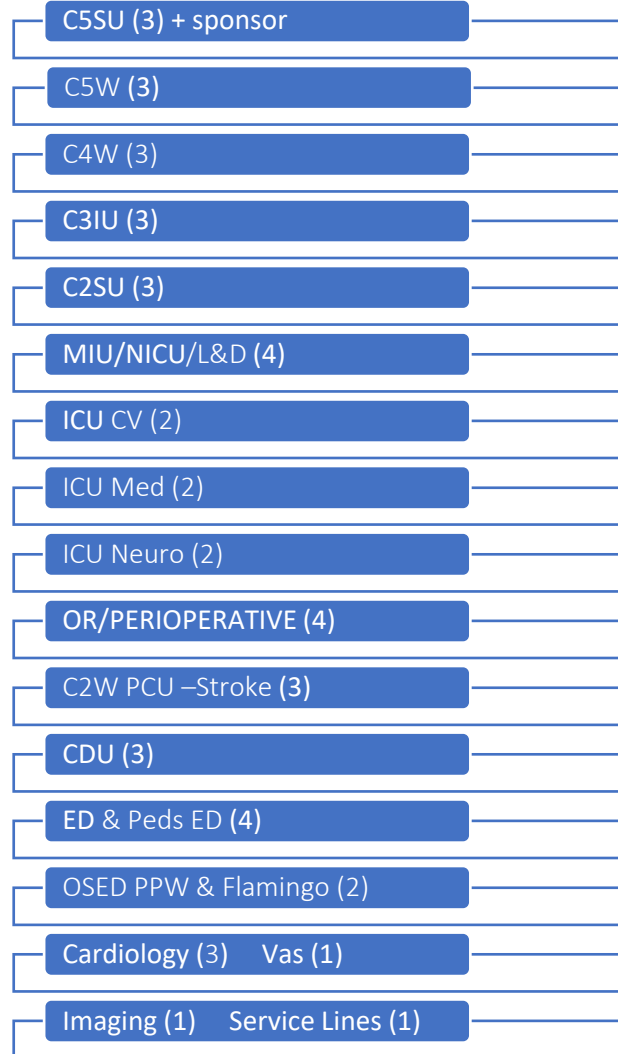 C5SU (3) + sponsor
C5W (3)
C4W (3)
C3IU (3)
C2SU (3)
MIU/NICU/L&D (4)
ICU CV (2)
ICU Med (2)
ICU Neuro (2)
OR/PERIOPERATIVE (4)
C2W PCU –Stroke (3)
CDU (3)
ED & Peds ED (4)
OSED PPW & Flamingo (2)
Cardiology (3) Vas (1)
Imaging (1) Service Lines (1)